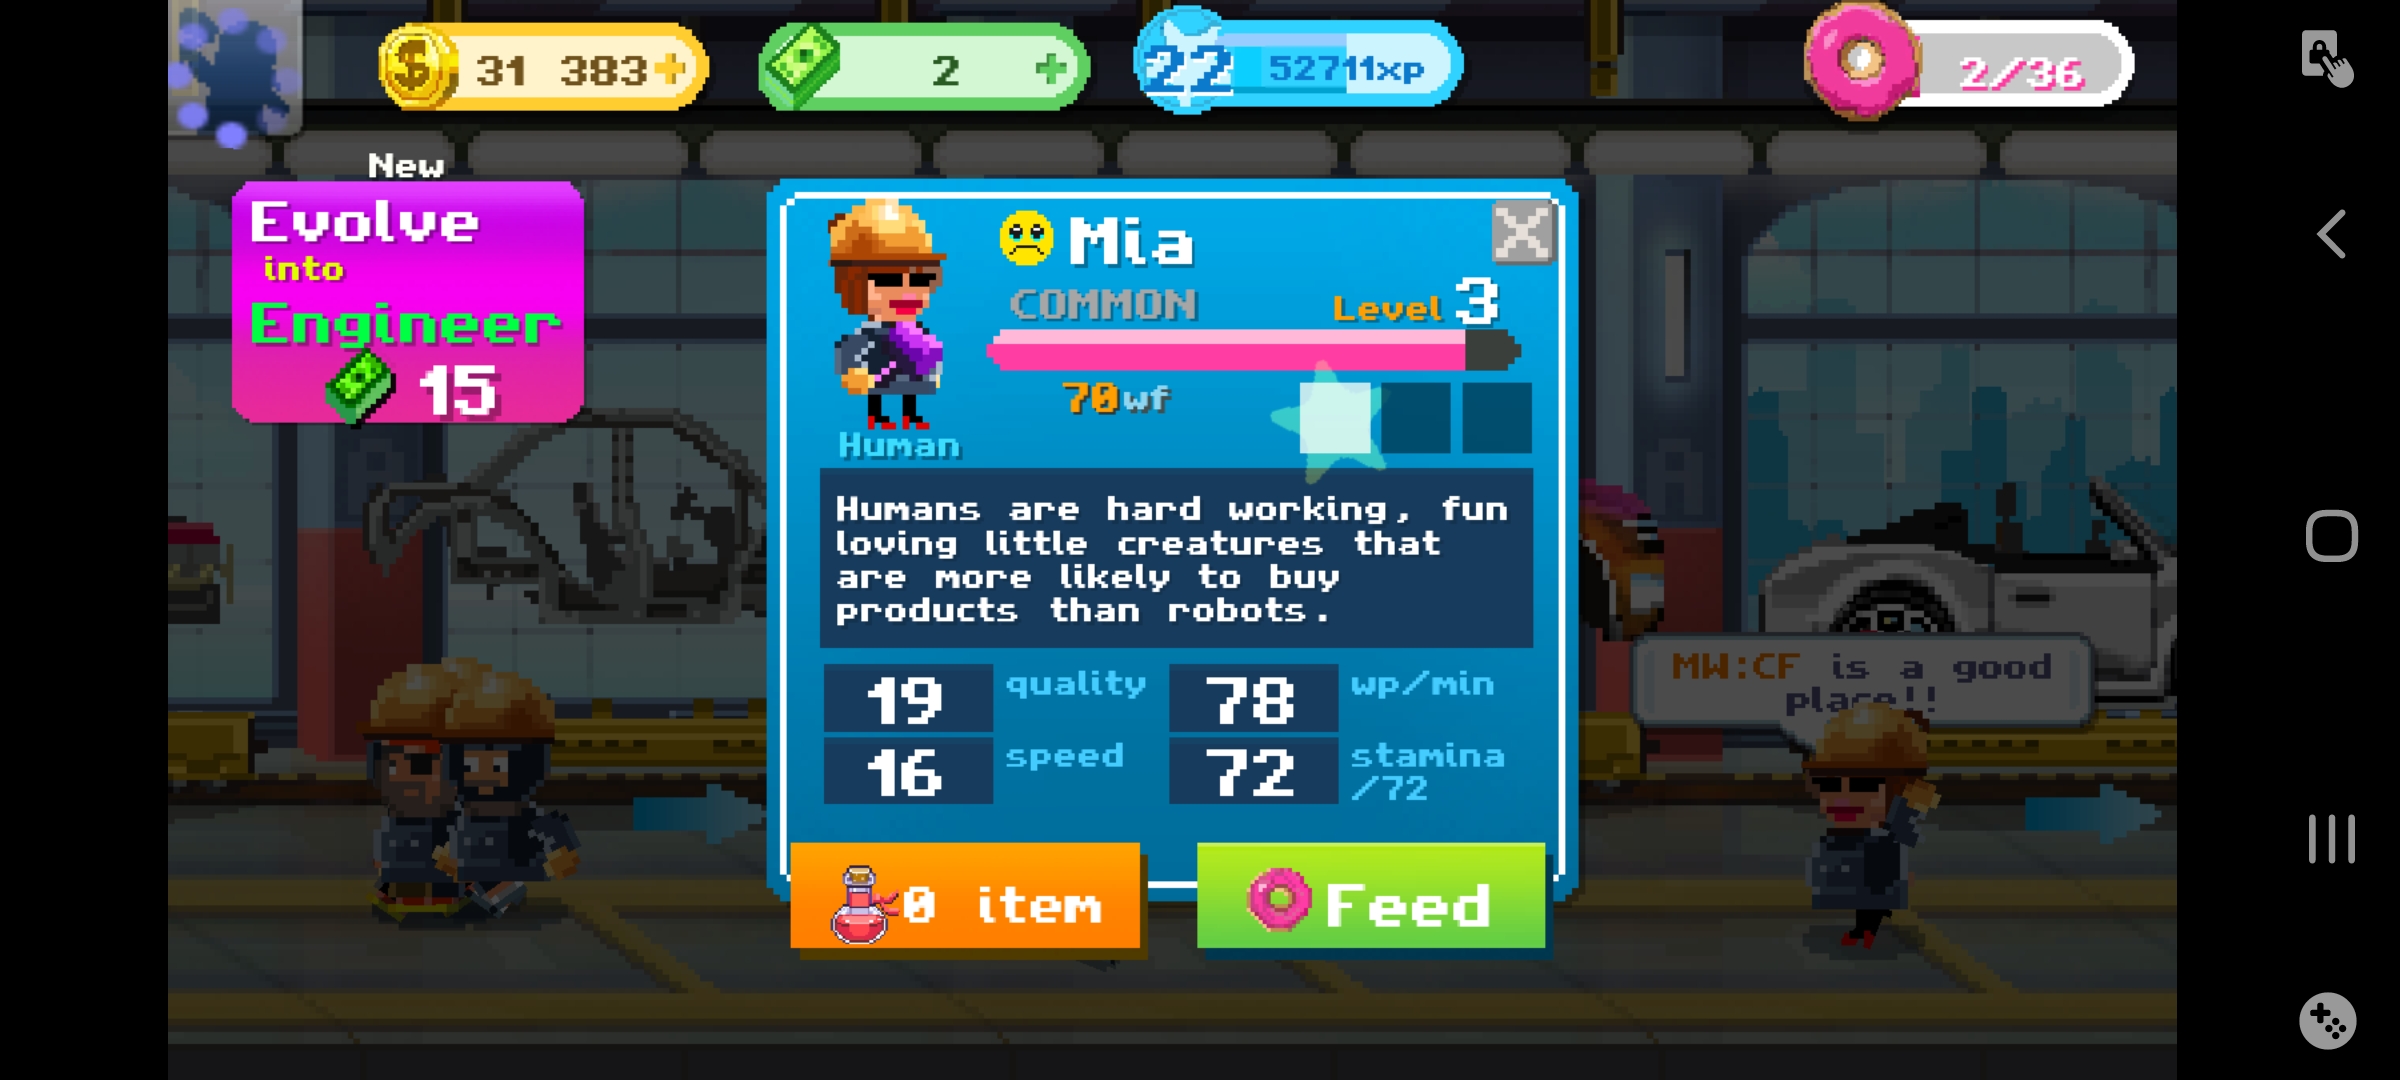 31 383
2
22
52711xp
2/36
New
Evolve
into
Engineer
15
Mia
COMMON
Level 3
70wf
Human
Humans are hard working, fun
loving little creatures that
are more likely to buy
products than robots.
19 quality
78 wp/min
16 speed
72 stamina
/72
0 item
Feed
MW:CF is a good
place!!